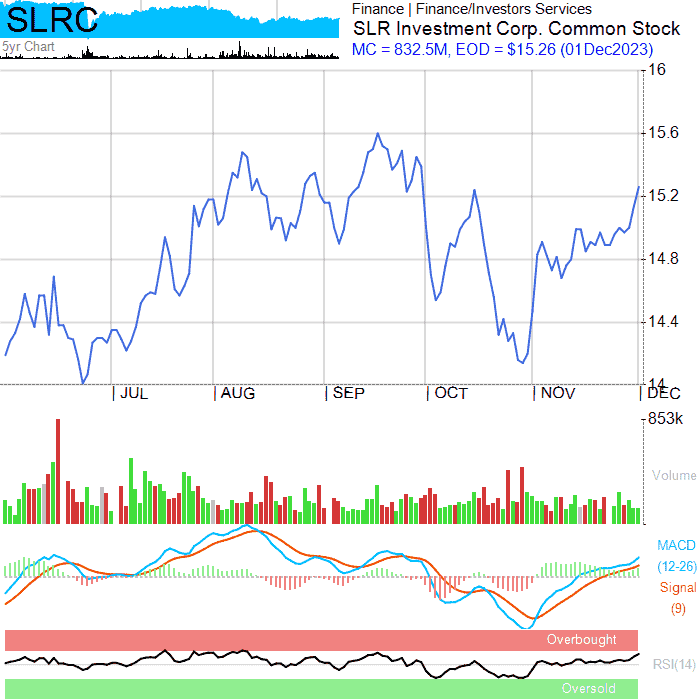 SLRC
5yr Chart
Finance | Finance/Investors Services
SLR Investment Corp. Common Stock
MC = 832.5M, EOD = $15.26 (01Dec2023)
16
15.6
15.2
14.8
14.4
14
JUL
AUG
SEP
OCT
NOV
DEC
853k
Volume
MACD
(12-26)
Signal
(9)
Overbought
RSI(14)
Oversold